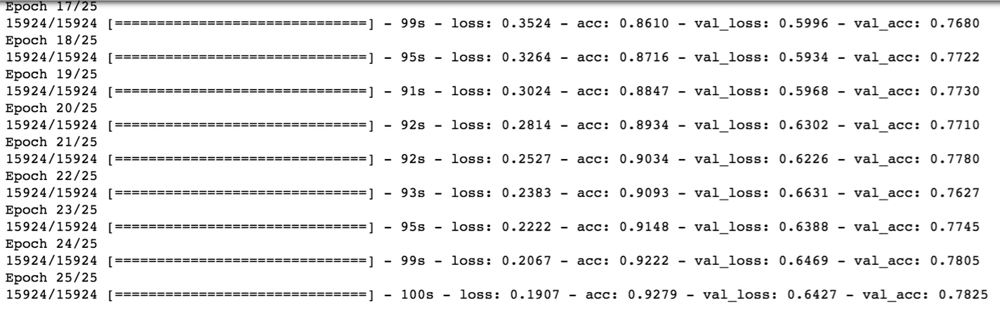 Epoch 17/25
15924/15924 [==============================] - 99s - loss: 0.3524 - acc: 0.8610 - val_loss: 0.5996 - val_acc: 0.7680
Epoch 18/25
15924/15924 [==============================] - 95s - loss: 0.3264 - acc: 0.8716 - val_loss: 0.5934 - val_acc: 0.7722
Epoch 19/25
15924/15924 [==============================] - 91s - loss: 0.3024 - acc: 0.8847 - val_loss: 0.5968 - val_acc: 0.7730
Epoch 20/25
15924/15924 [==============================] - 92s - loss: 0.2814 - acc: 0.8934 - val_loss: 0.6302 - val_acc: 0.7710
Epoch 21/25
15924/15924 [==============================] - 92s - loss: 0.2527 - acc: 0.9034 - val_loss: 0.6226 - val_acc: 0.7780
Epoch 22/25
15924/15924 [==============================] - 93s - loss: 0.2383 - acc: 0.9093 - val_loss: 0.6631 - val_acc: 0.7627
Epoch 23/25
15924/15924 [==============================] - 95s - loss: 0.2222 - acc: 0.9148 - val_loss: 0.6388 - val_acc: 0.7745
Epoch 24/25
15924/15924 [==============================] - 99s - loss: 0.2067 - acc: 0.9222 - val_loss: 0.6469 - val_acc: 0.7805
Epoch 25/25
15924/15924 [==============================] - 100s - loss: 0.1907 - acc: 0.9279 - val_loss: 0.6427 - val_acc: 0.7825